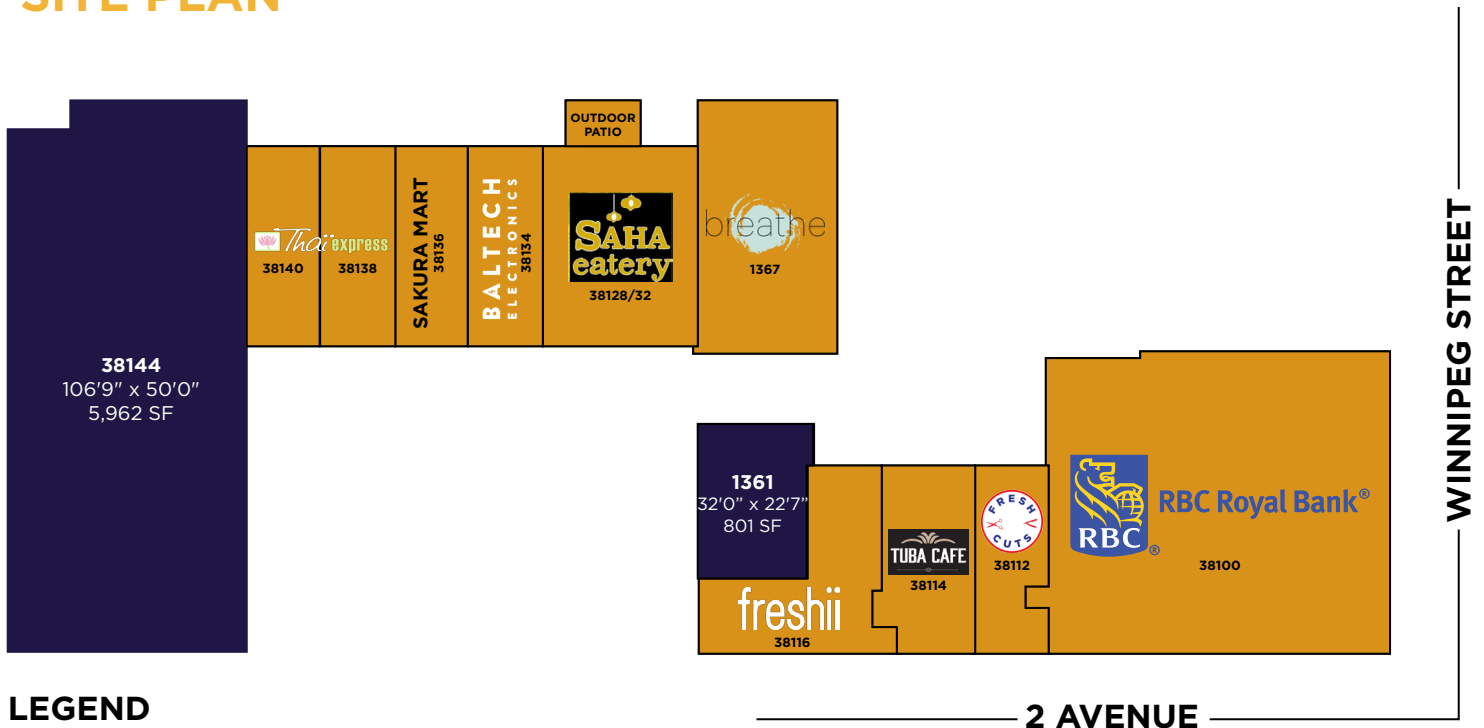 SITE PLAN
OUTDOOR
PATIO
Thaï express
38140
38138
SAKURA MART
38136
BALTECH
ELECTRONICS
38134
SAHA
eatery
38128/32
breathe
1367
38144
106'9" x 50'0"
5,962 SF
1361
32'0” x 22'7”
801 SF
freshii
38116
TUBA CAFE
38114
FRESH
CUTS
38112
RBC
®
RBC Royal Bank®
38100
WINNIPEG STREET
LEGEND
2 AVENUE